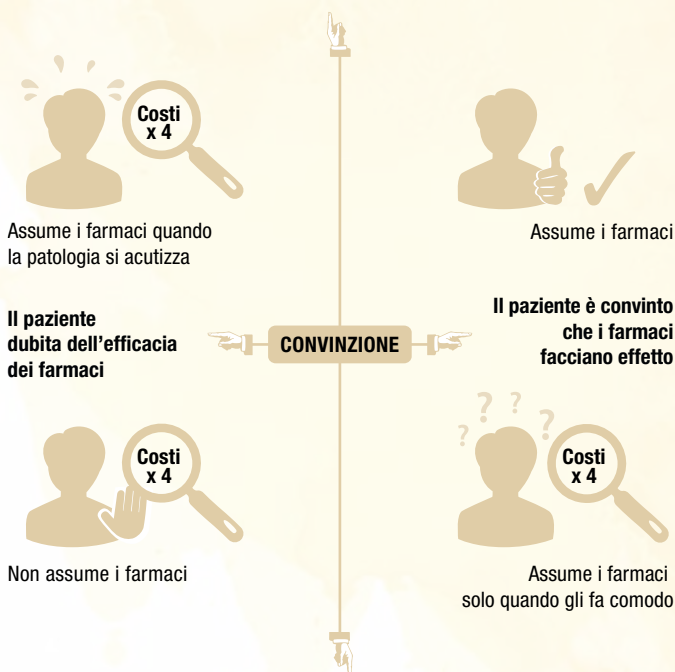 Costi
x 4
Assume i farmaci quando
la patologia si acutizza
Assume i farmaci
Il paziente
dubita dell’efficacia
dei farmaci
CONVINZIONE
Il paziente è convinto
che i farmaci
facciano effetto
Costi
x 4
Non assume i farmaci
? ? ?
Costi
x 4
Assume i farmaci
solo quando gli fa comodo